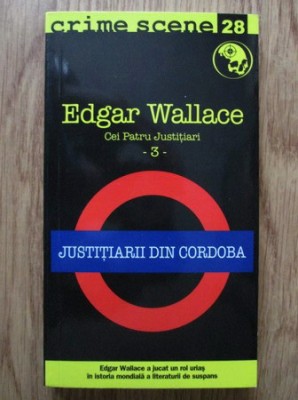 crime scene 28
Edgar Wallace
Cei Patru Justițiari
- 3 -
JUSTIȚIARII DIN CORDOBA
Edgar Wallace a jucat un rol uriaș
în istoria mondială a literaturii de suspans